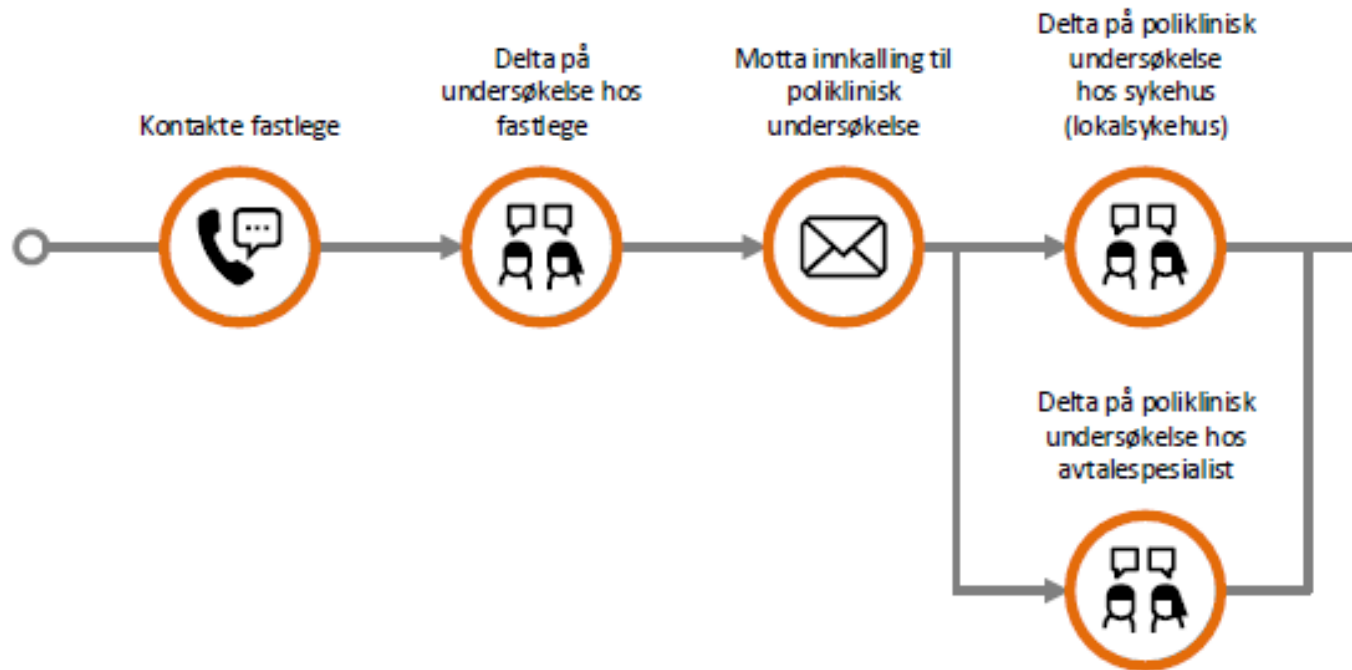 Kontakte fastlege
Delta på
undersøkelse hos
fastlege
Motta innkalling til
poliklinisk
undersøkelse
Delta på poliklinisk
undersøkelse
hos sykehus
(lokalsykehus)
Delta på poliklinisk
undersøkelse hos
avtalespesialist